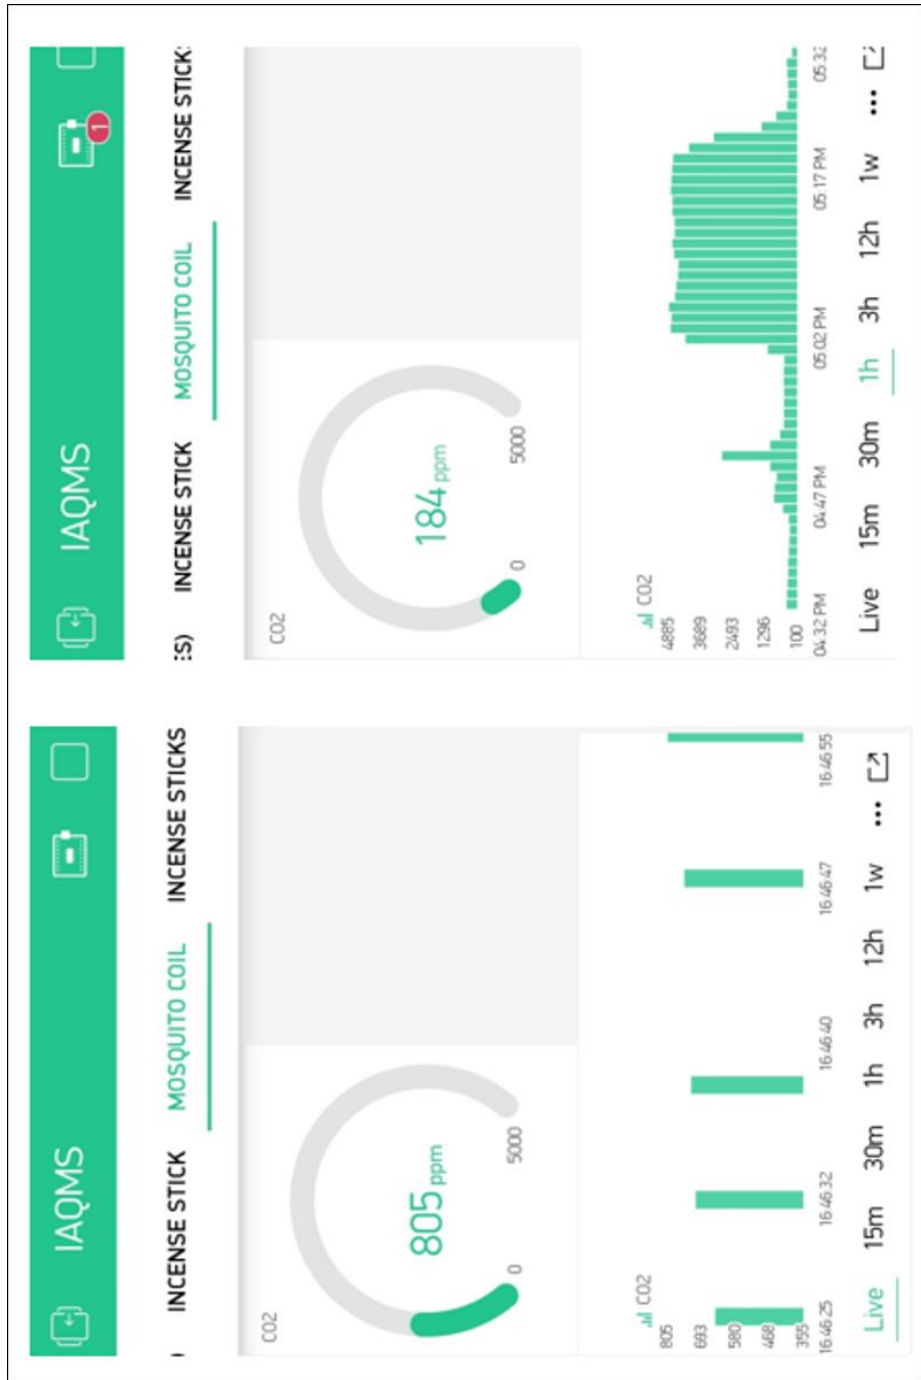 IAQMS
1
:S) INCENSE STICK MOSQUITO COIL INCENSE STICK:
CO2
184 ppm
0 5000
CO2
4885
3689
2493
1296
100
04:32 PM 04:47 PM 05:02 PM 05:17 PM 05:32
Live 15m 30m 1h 3h 12h 1w ...
IAQMS
) INCENSE STICK MOSQUITO COIL INCENSE STICKS
CO2
805 ppm
0 5000
CO2
805
693
580
468
355
16:46:25 16:46:32 16:46:40 16:46:47 16:46:55
Live 15m 30m 1h 3h 12h 1w ...